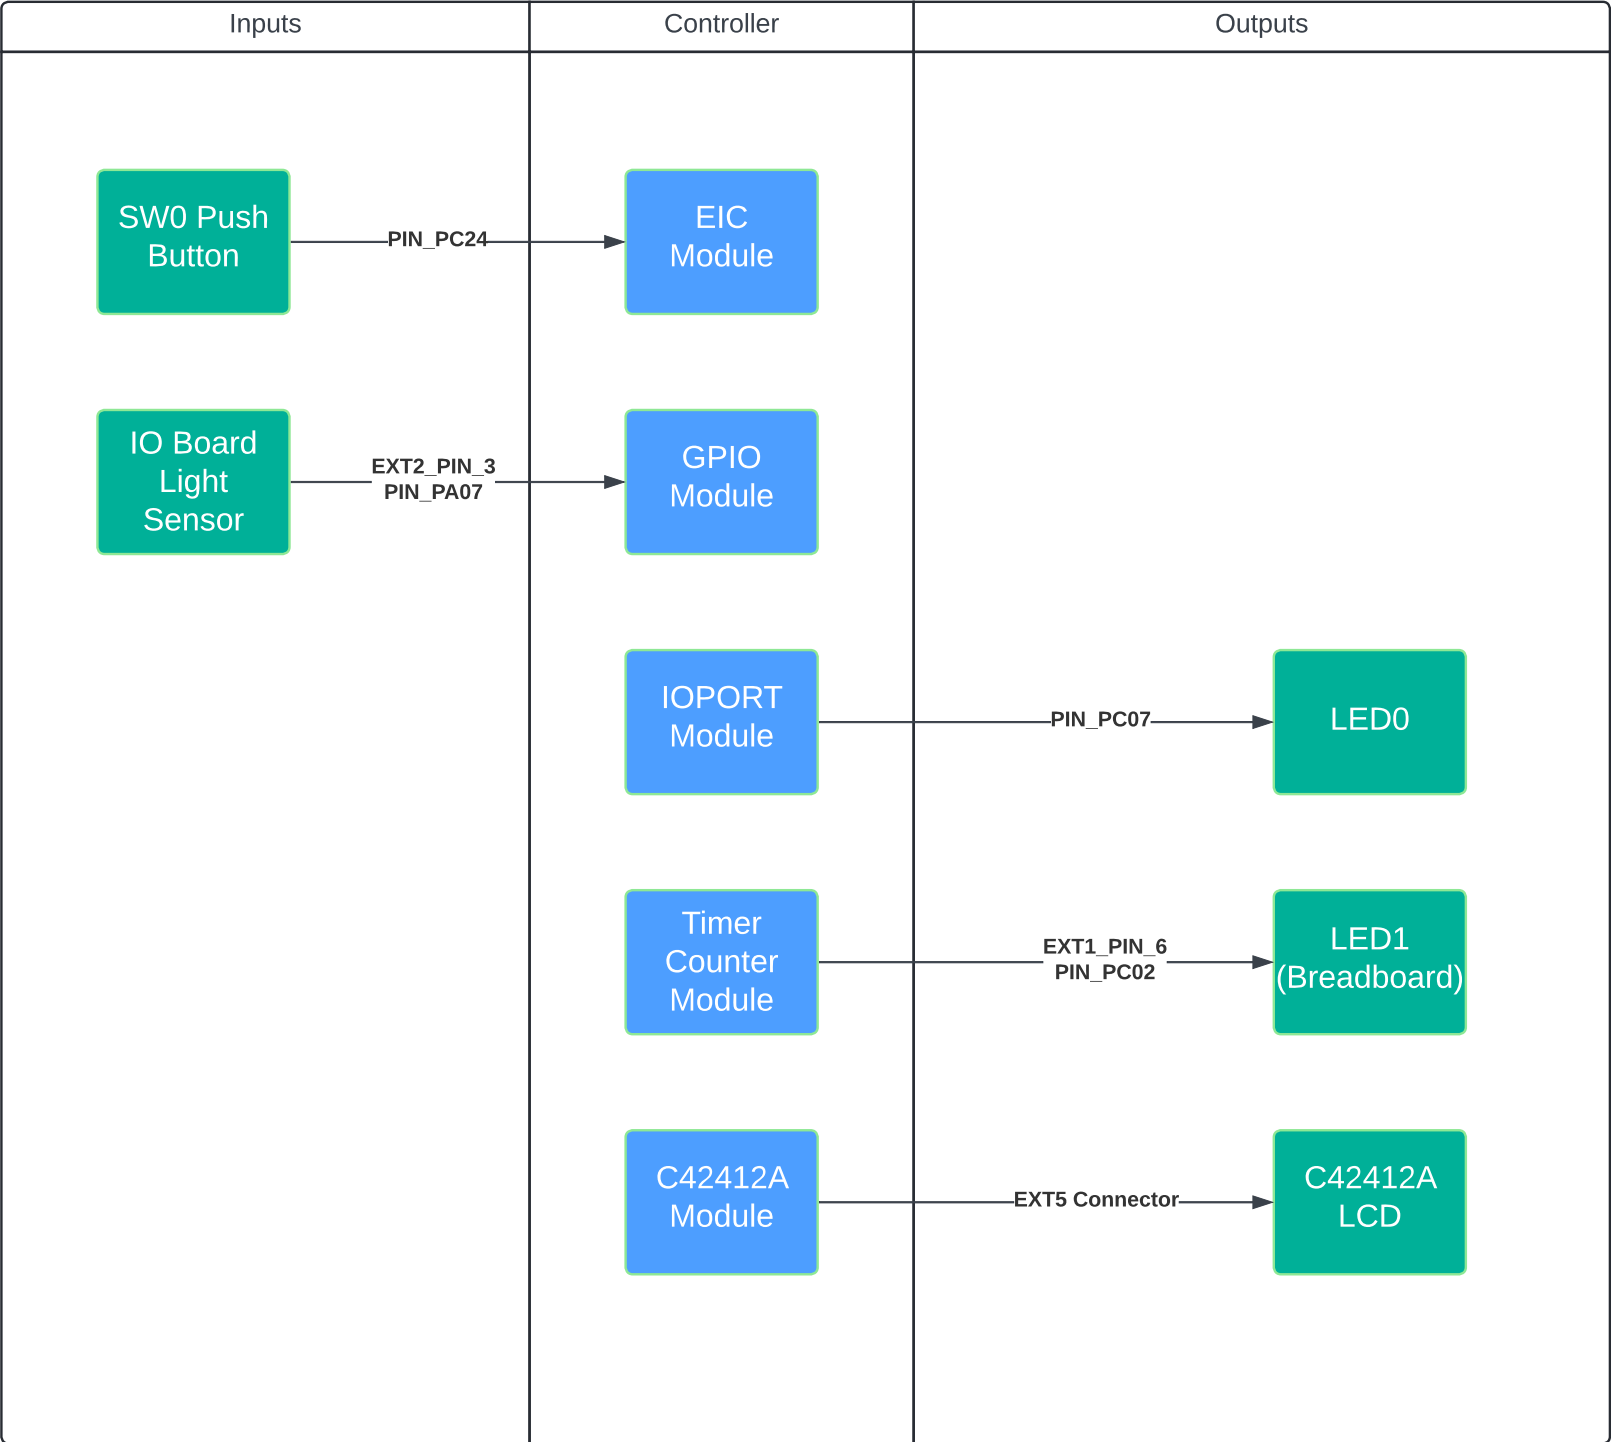 Inputs
Controller
Outputs
SW0 Push
Button
PIN_PC24
EIC
Module
IO Board
Light
Sensor
EXT2_PIN_3
PIN_PA07
GPIO
Module
IOPORT
Module
PIN_PC07
LED0
Timer
Counter
Module
EXT1_PIN_6
PIN_PC02
LED1
(Breadboard)
C42412A
Module
EXT5 Connector
C42412A
LCD